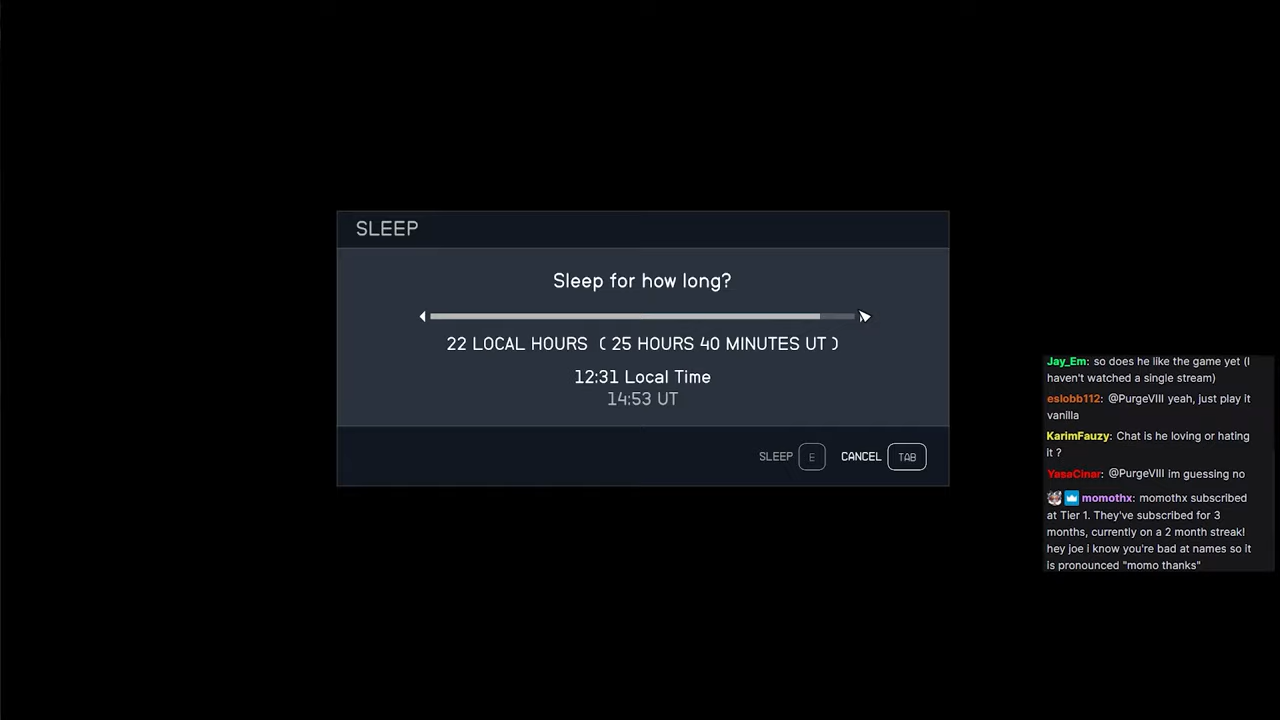 SLEEP
Sleep for how long?
22 LOCAL HOURS ( 25 HOURS 40 MINUTES UT )
12:31 Local Time
14:53 UT
SLEEP E CANCEL TAB
Jay_Em: so does he like the game yet (I
haven't watched a single stream)
eslobb112: @PurgeVIII yeah, just play it
vanilla
KarimFauzy: Chat is he loving or hating
it ?
YasaCinar: @PurgeVIII im guessing no
momothx: momothx subscribed
at Tier 1. They've subscribed for 3
months, currently on a 2 month streak!
hey joe i know you're bad at names so it
is pronounced "momo thanks"